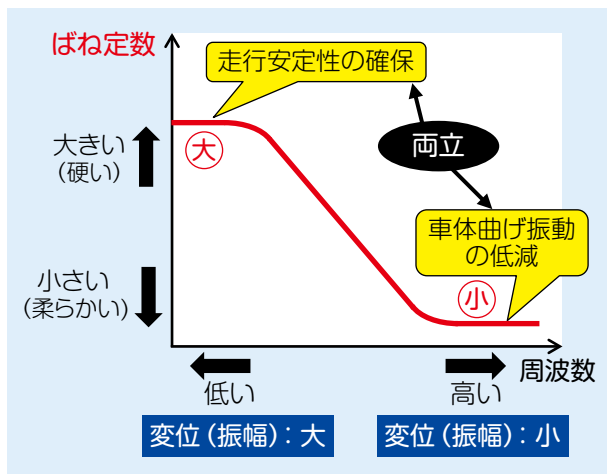 ばね定数
走行安定性の確保
大きい
(硬い)
大
両立
車体曲げ振動
の低減
小さい
(柔らかい)
小
周波数
低い
高い
変位(振幅):大
変位(振幅):小